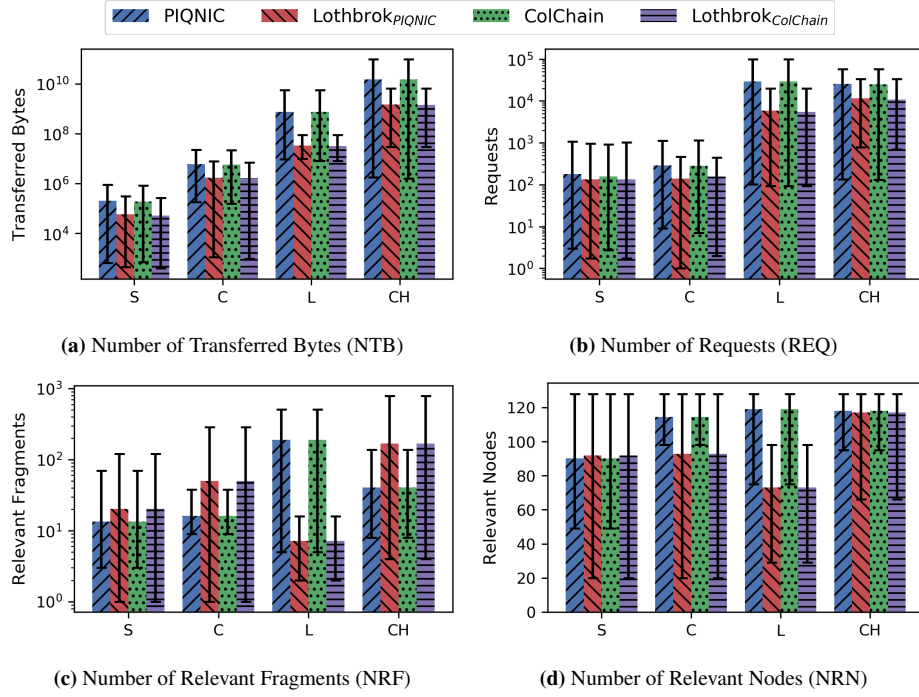 PIQNIC Lothbrok_PIQNIC ColChain Lothbrok_ColChain
Transferred Bytes
10^10
10^8
10^6
10^4
S C L CH
(a) Number of Transferred Bytes (NTB)
Requests
10^5
10^4
10^3
10^2
10^1
10^0
S C L CH
(b) Number of Requests (REQ)
Relevant Fragments
10^3
10^2
10^1
10^0
S C L CH
(c) Number of Relevant Fragments (NRF)
Relevant Nodes
120
100
80
60
40
20
0
S C L CH
(d) Number of Relevant Nodes (NRN)